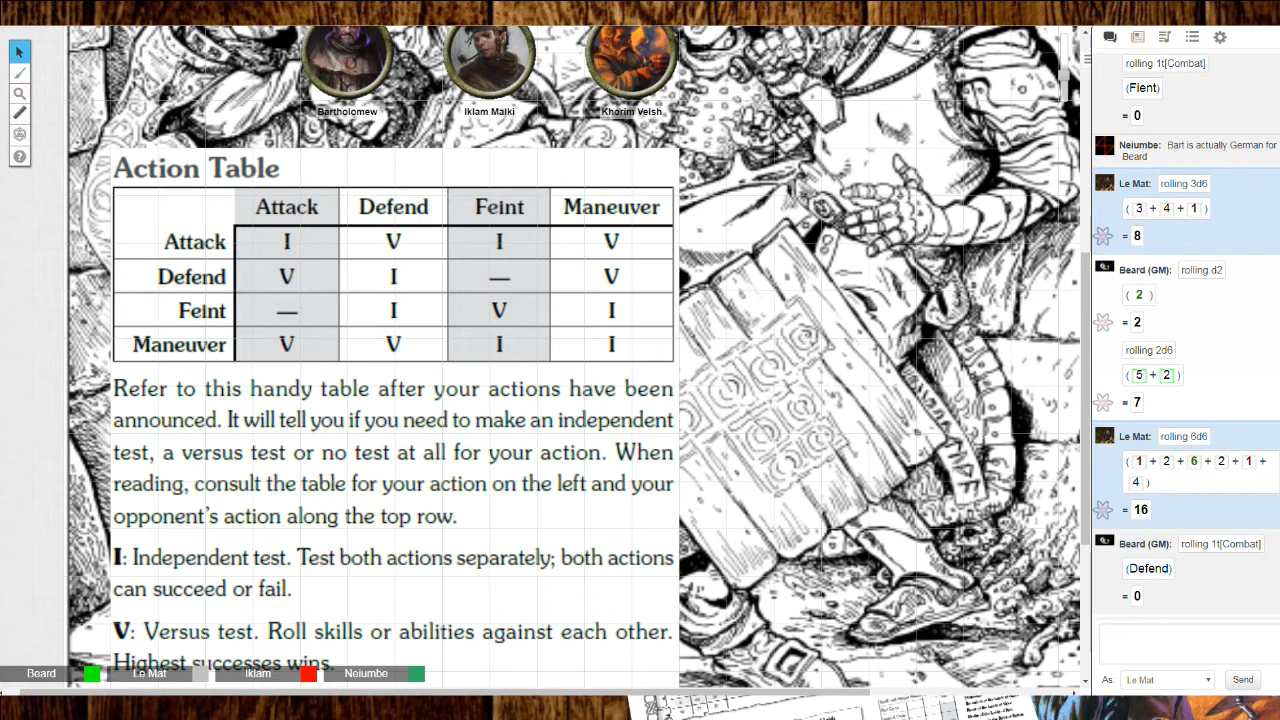 Bartholomew
Iklam Malki
Khorim Velsh
Action Table
Attack Defend Feint Maneuver
Attack I V I V
Defend V I — V
Feint — I V I
Maneuver V V I I
Refer to this handy table after your actions have been
announced. It will tell you if you need to make an independent
test, a versus test or no test at all for your action. When
reading, consult the table for your action on the left and your
opponent's action along the top row.
I: Independent test. Test both actions separately; both actions
can succeed or fail.
V: Versus test. Roll skills or abilities against each other.
Highest successes wins.
Beard
Le Mat
Iklam
Neiumbe
rolling 1t[Combat]
(Fient)
= 0
Neiumbe: Bart is actually German for
Beard
Le Mat: rolling 3d6
( 3 + 4 + 1 )
= 8
Beard (GM): rolling d2
( 2 )
= 2
rolling 2d6
( 5 + 2 )
= 7
Le Mat: rolling 6d6
( 1 + 2 + 6 + 2 + 1 +
4 )
= 16
Beard (GM): rolling 1t[Combat]
(Defend)
= 0
As: Le Mat Send